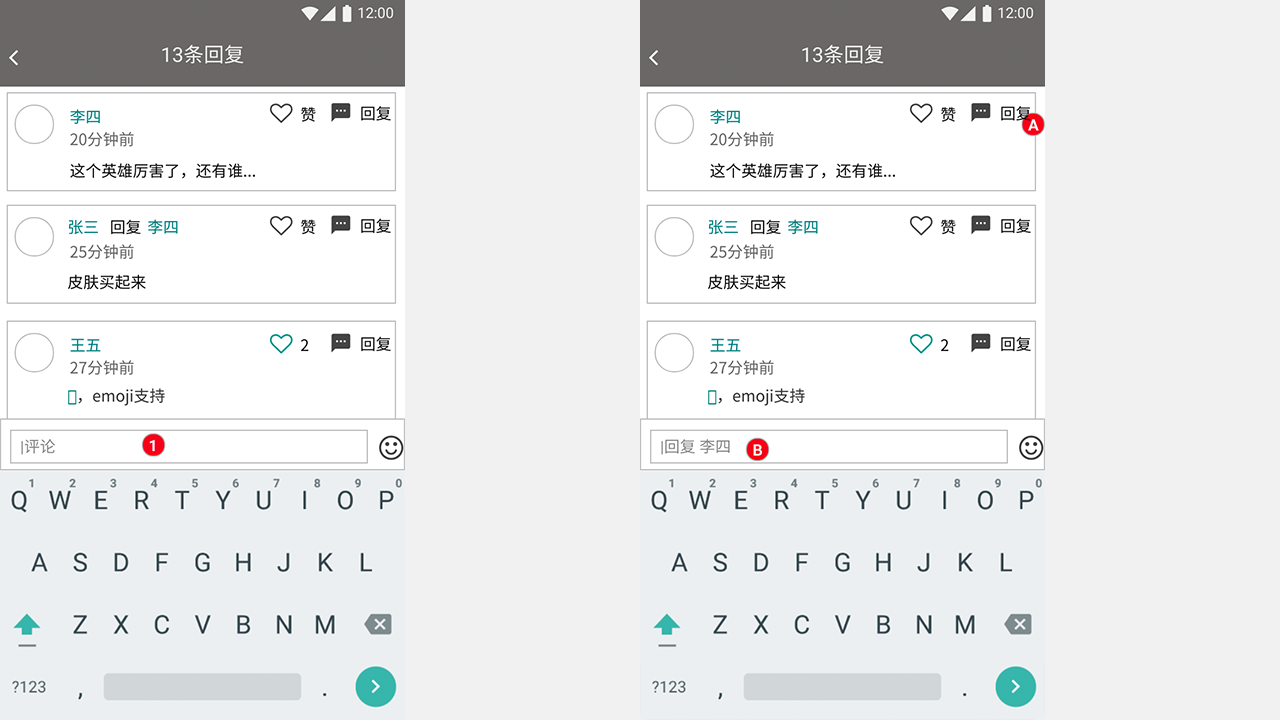 12:00
13条回复
李四
赞
回复
20分钟前
这个英雄厉害了，还有谁...
张三 回复 李四
赞
回复
25分钟前
皮肤买起来
王五
2
回复
27分钟前
，emoji支持
|评论
1
1 2 3 4 5 6 7 8 9 0
Q W E R T Y U I O P
A S D F G H J K L
Z X C V B N M
?123 , .
12:00
13条回复
李四
赞
回复
A
20分钟前
这个英雄厉害了，还有谁...
张三 回复 李四
赞
回复
25分钟前
皮肤买起来
王五
2
回复
27分钟前
，emoji支持
|回复 李四
B
1 2 3 4 5 6 7 8 9 0
Q W E R T Y U I O P
A S D F G H J K L
Z X C V B N M
?123 , .